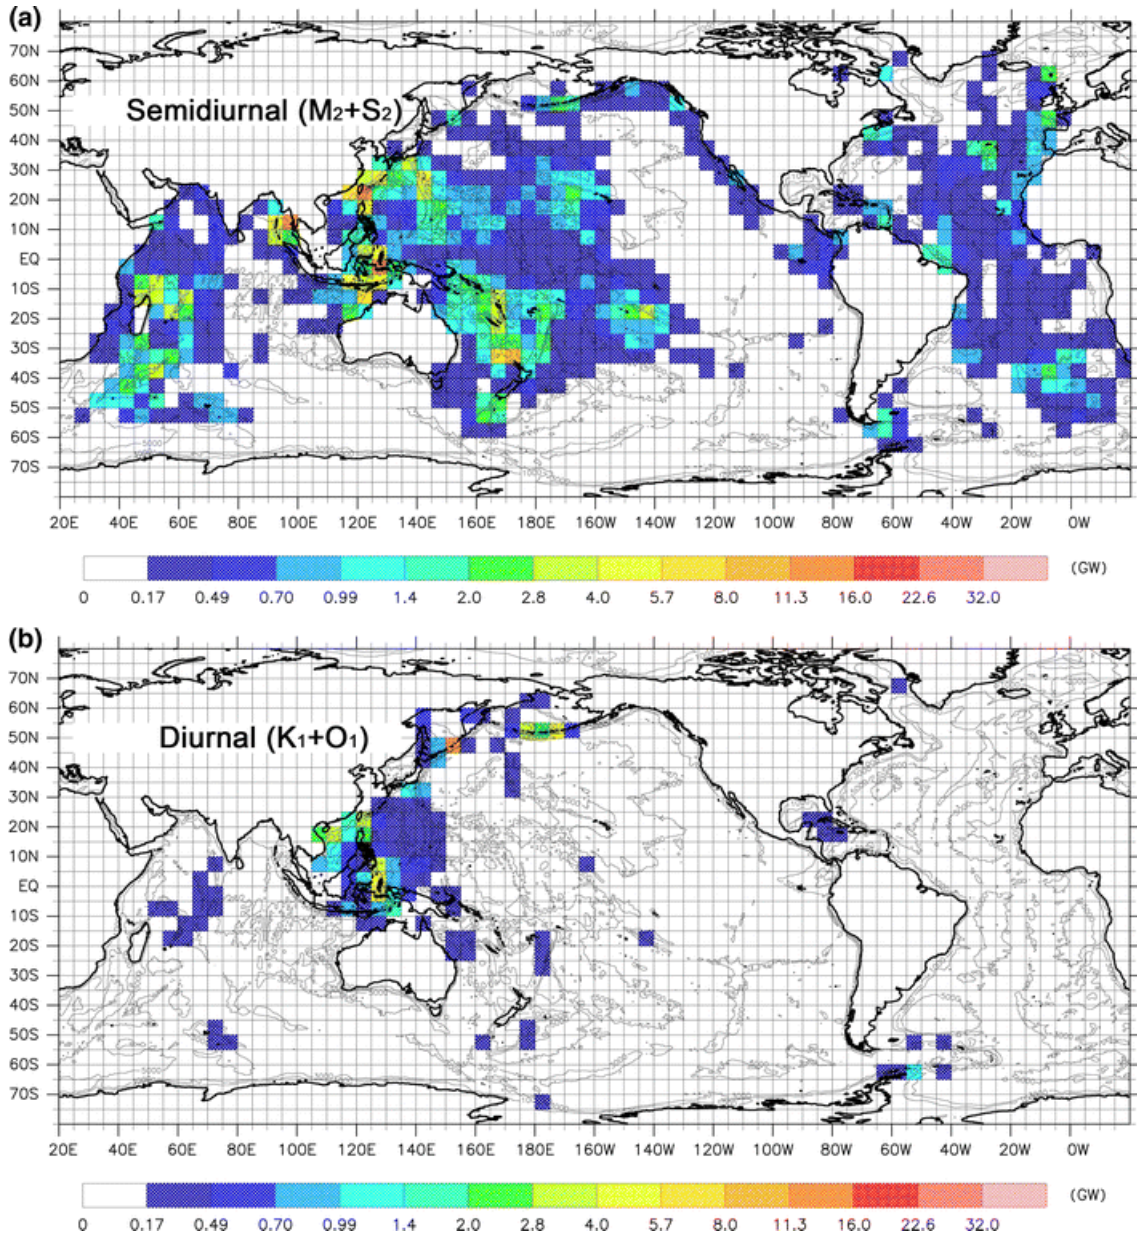 (a)
70N
60N
50N
40N
30N
20N
10N
EQ
10S
20S
30S
40S
50S
60S
70S
Semidiurnal (M2+S2)
20E 40E 60E 80E 100E 120E 140E 160E 180E 160W 140W 120W 100W 80W 60W 40W 20W 0W
0 0.17 0.49 0.70 0.99 1.4 2.0 2.8 4.0 5.7 8.0 11.3 16.0 22.6 32.0 (GW)
(b)
70N
60N
50N
40N
30N
20N
10N
EQ
10S
20S
30S
40S
50S
60S
70S
Diurnal (K1+O1)
20E 40E 60E 80E 100E 120E 140E 160E 180E 160W 140W 120W 100W 80W 60W 40W 20W 0W
0 0.17 0.49 0.70 0.99 1.4 2.0 2.8 4.0 5.7 8.0 11.3 16.0 22.6 32.0 (GW)